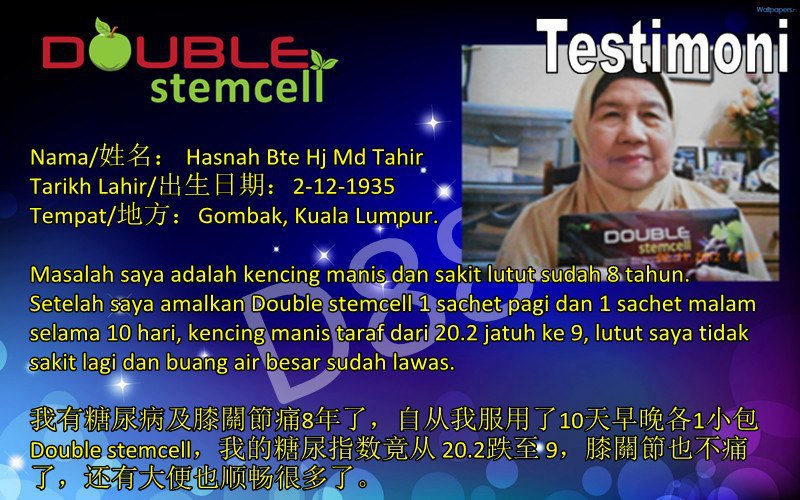 Wallpapers
Testimoni
DOUBLE
stemcell
DOUBLE
stemcell
Nama/姓名： Hasnah Bte Hj Md Tahir
Tarikh Lahir/出生日期：2-12-1935
Tempat/地方：Gombak, Kuala Lumpur.
Masalah saya adalah kencing manis dan sakit lutut sudah 8 tahun.
Setelah saya amalkan Double stemcell 1 sachet pagi dan 1 sachet malam
selama 10 hari, kencing manis taraf dari 20.2 jatuh ke 9, lutut saya tidak
sakit lagi dan buang air besar sudah lawas.
我有糖尿病及膝關節痛8年了，自从我服用了10天早晚各1小包
Double stemcell，我的糖尿指数竞从 20.2跌至 9，膝關節也不痛
了，还有大便也顺畅很多了。